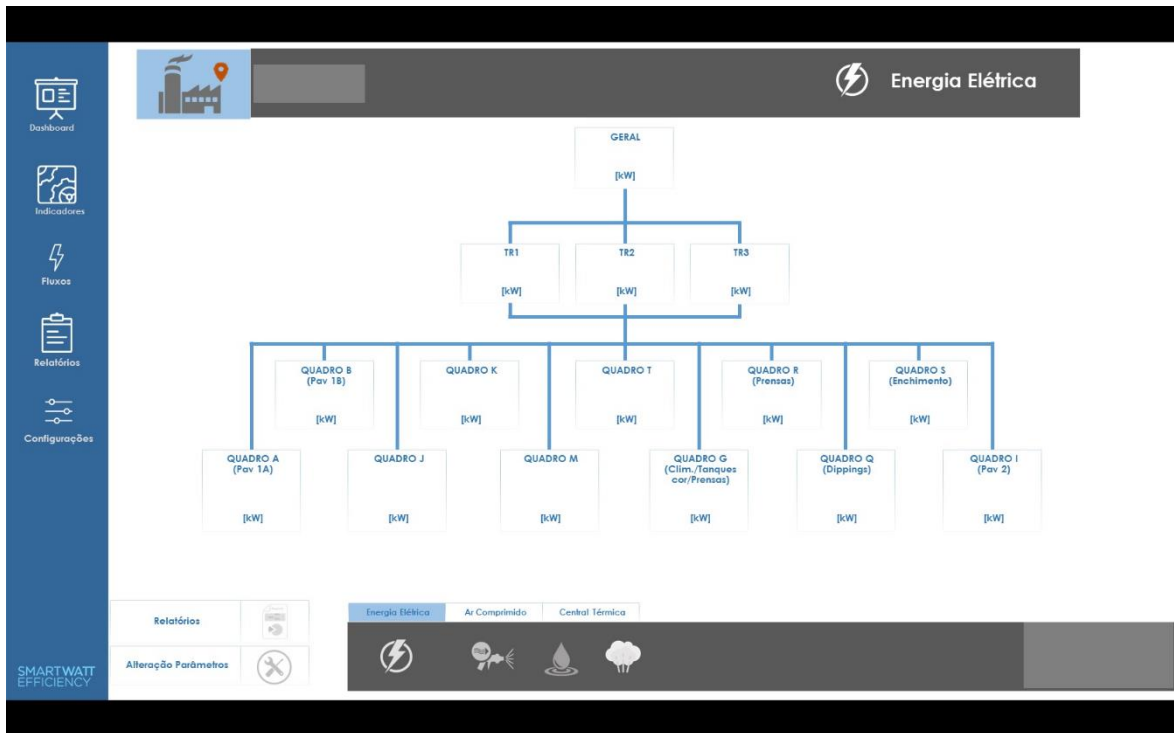 Dashboard
Indicadores
Fluxos
Relatórios
Configurações
SMARTWATT
EFFICIENCY
Energia Elétrica
GERAL
[kW]
TR1
[kW]
TR2
[kW]
TR3
[kW]
QUADRO B
(Pav 1B)
[kW]
QUADRO K
[kW]
QUADRO T
[kW]
QUADRO R
(Prensas)
[kW]
QUADRO S
(Enchimento)
[kW]
QUADRO A
(Pav 1A)
[kW]
QUADRO J
[kW]
QUADRO M
[kW]
QUADRO G
(Clim./Tanques
cor/Prensas)
[kW]
QUADRO Q
(Dippings)
[kW]
QUADRO I
(Pav 2)
[kW]
Relatórios
Alteração Parâmetros
Energia Elétrica
Ar Comprimido
Central Térmica